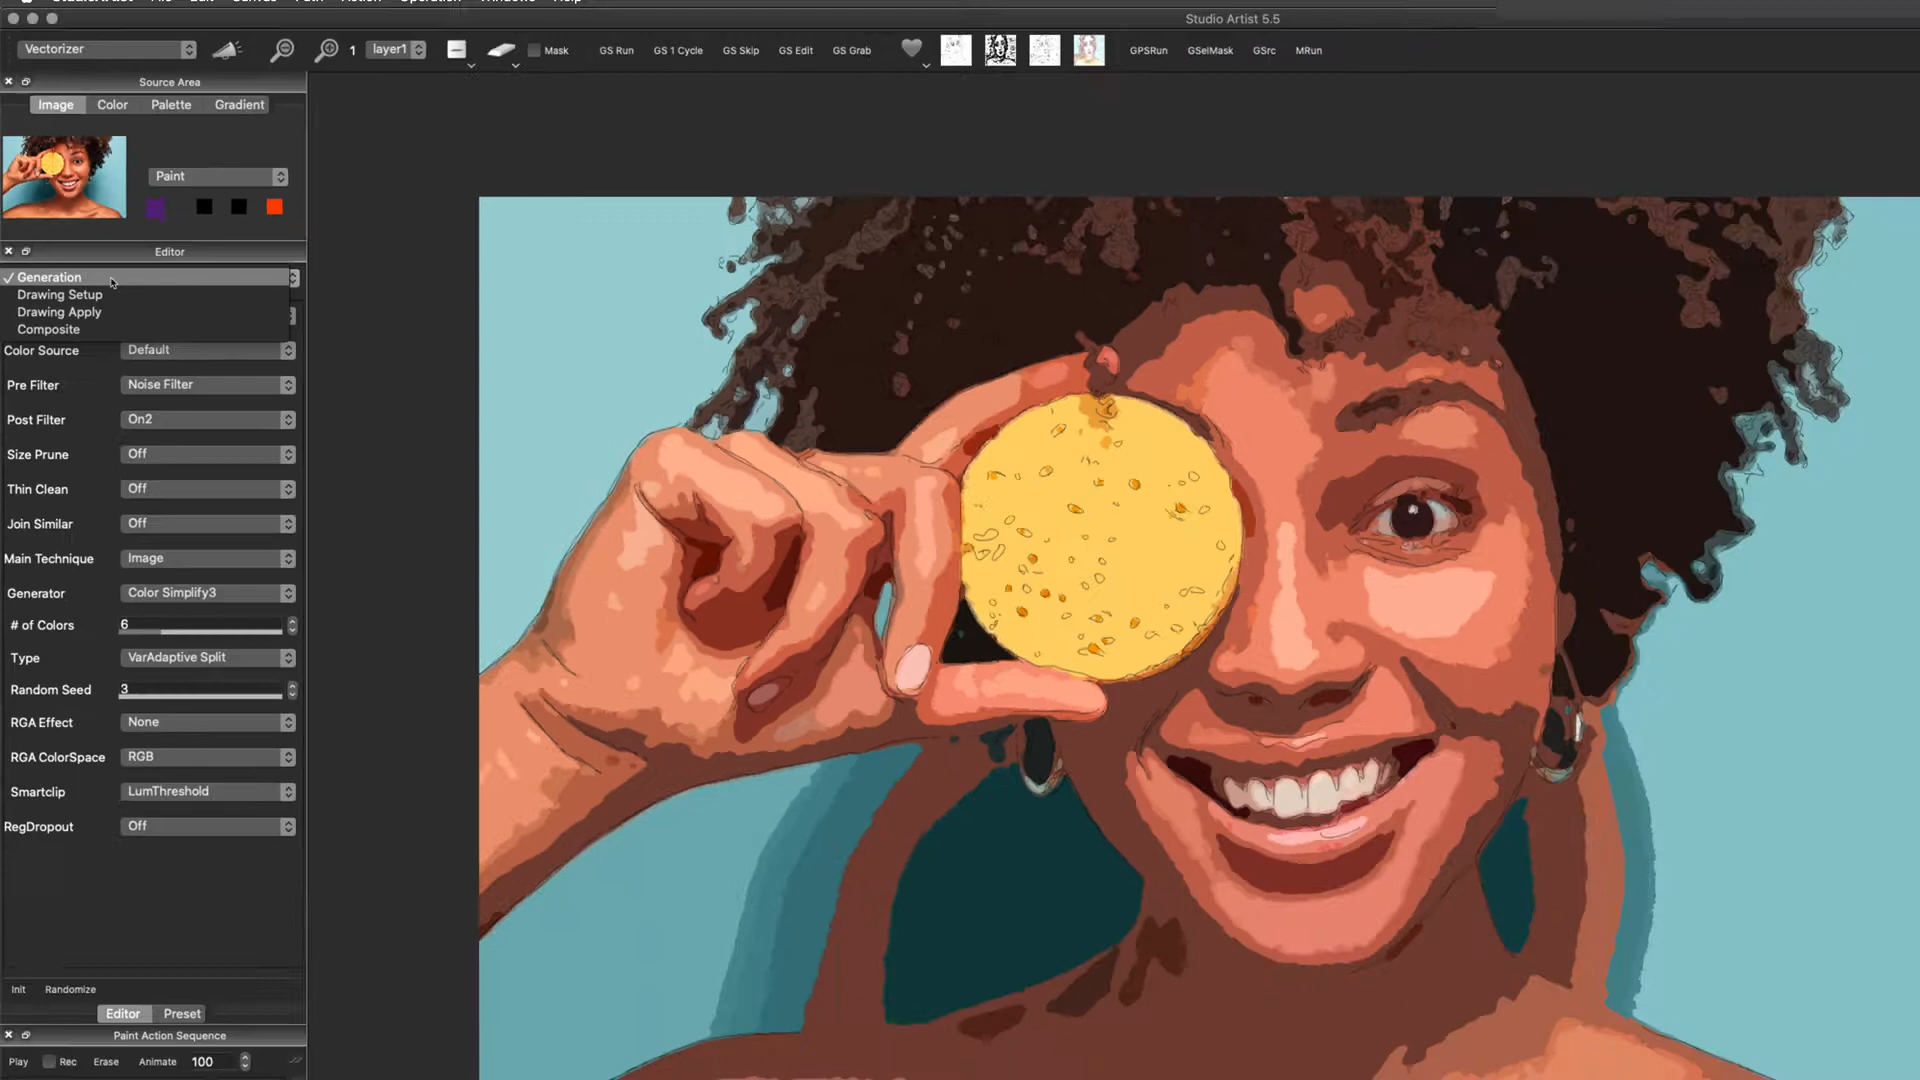 Studio Artist 5.5
Vectorizer
1
layer1
Mask
GS Run
GS 1 Cycle
GS Skip
GS Edit
GS Grab
GPSRun
GSelMask
GSrc
MRun
Source Area
Image
Color
Palette
Gradient
Paint
Editor
✓ Generation
Drawing Setup
Drawing Apply
Composite
Color Source
Default
Pre Filter
Noise Filter
Post Filter
On2
Size Prune
Off
Thin Clean
Off
Join Similar
Off
Main Technique
Image
Generator
Color Simplify3
# of Colors
6
Type
VarAdaptive Split
Random Seed
3
RGA Effect
None
RGA ColorSpace
RGB
Smartclip
LumThreshold
RegDropout
Off
Init
Randomize
Editor
Preset
Paint Action Sequence
Play
Rec
Erase
Animate
100